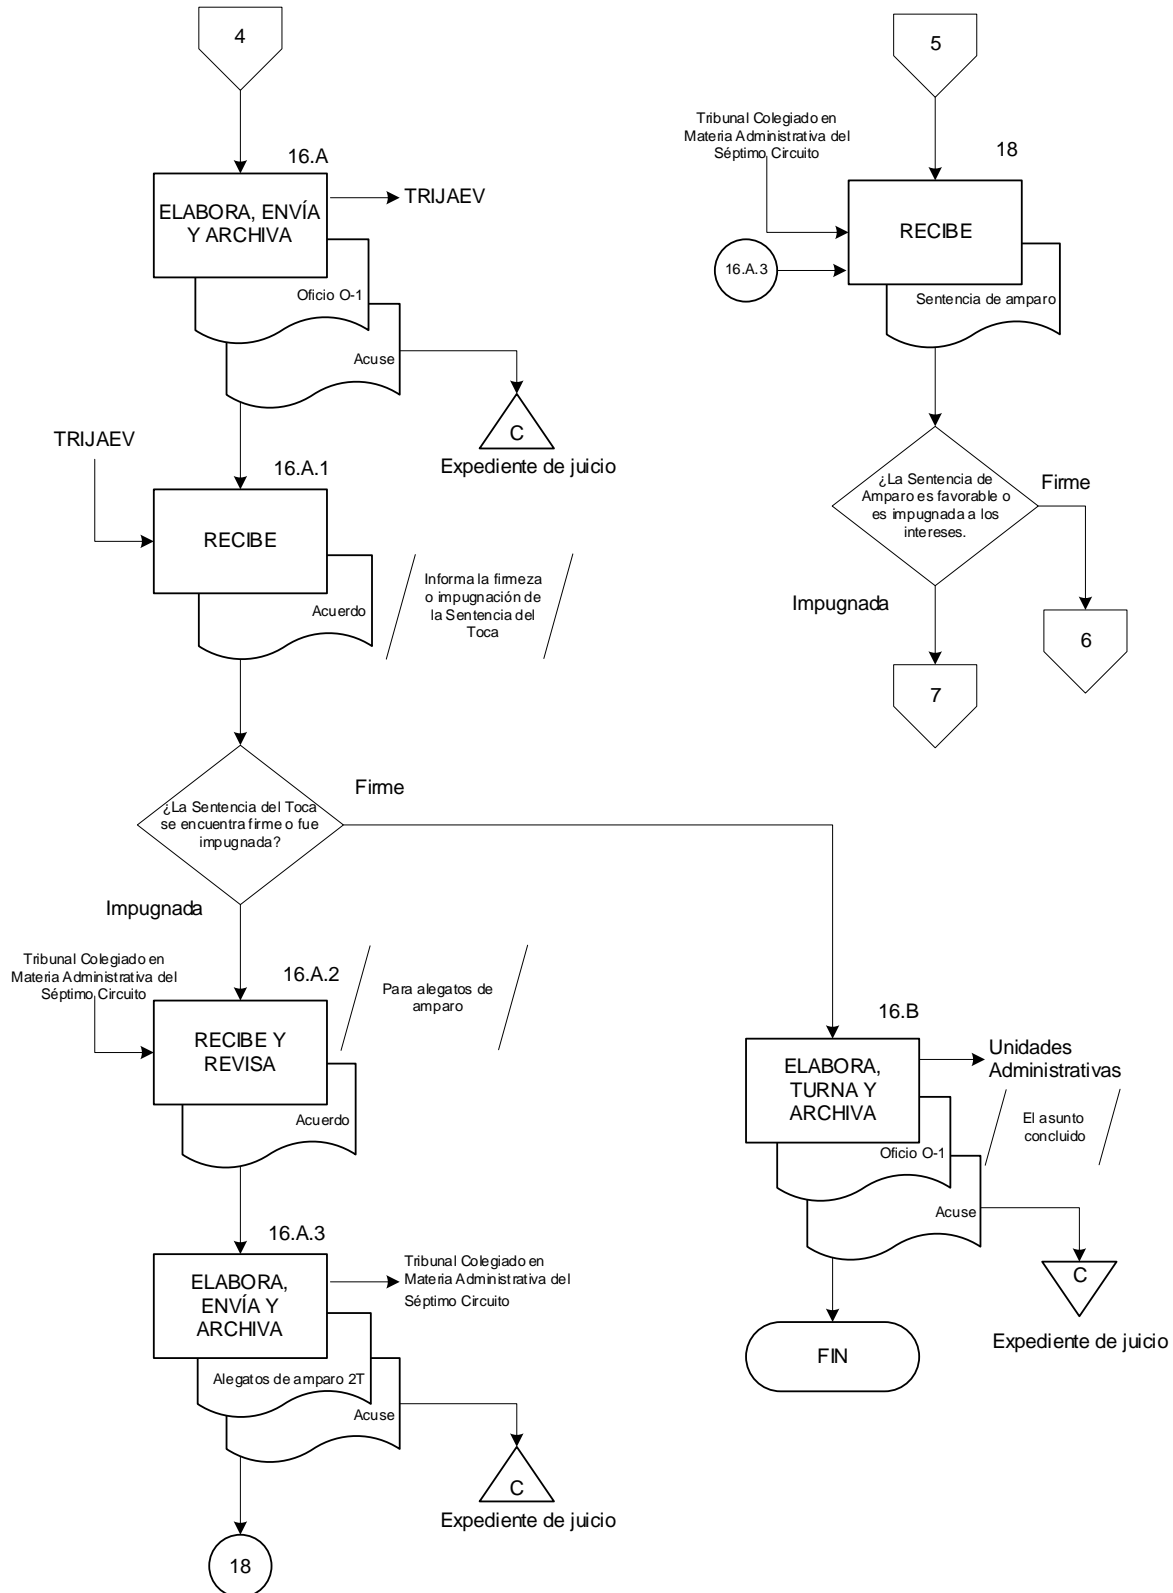 4
16.A
ELABORA, ENVÍA
Y ARCHIVA
TRIJAEV
Oficio O-1
Acuse
C
Expediente de juicio
TRIJAEV
16.A.1
RECIBE
Acuerdo
Informa la firmeza
o impugnación de
la Sentencia del
Toca
¿La Sentencia del Toca
se encuentra firme o fue
impugnada?
Firme
Impugnada
Tribunal Colegiado en
Materia Administrativa del
Séptimo Circuito
16.A.2
RECIBE Y
REVISA
Para alegatos de
amparo
Acuerdo
16.A.3
ELABORA,
ENVÍA Y
ARCHIVA
Tribunal Colegiado en
Materia Administrativa del
Séptimo Circuito
Alegatos de amparo 2T
Acuse
C
Expediente de juicio
18
5
Tribunal Colegiado en
Materia Administrativa del
Séptimo Circuito
18
RECIBE
16.A.3
Sentencia de amparo
¿La Sentencia de
Amparo es favorable o
es impugnada a los
intereses.
Firme
Impugnada
6
7
16.B
ELABORA,
TURNA Y
ARCHIVA
Unidades
Administrativas
El asunto
concluido
Oficio O-1
Acuse
C
Expediente de juicio
FIN